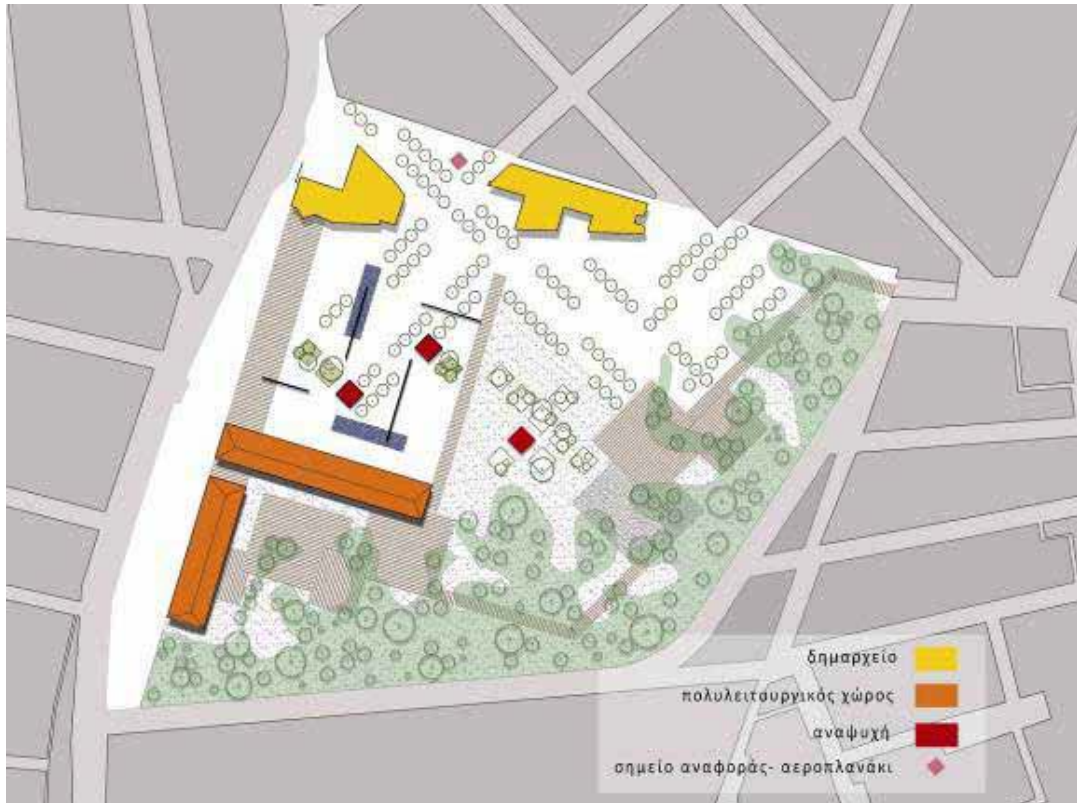 δημαρχείο
πολυλειτουργικός χώρος
αναψυχή
σημείο αναφοράς- αεροπλανάκι